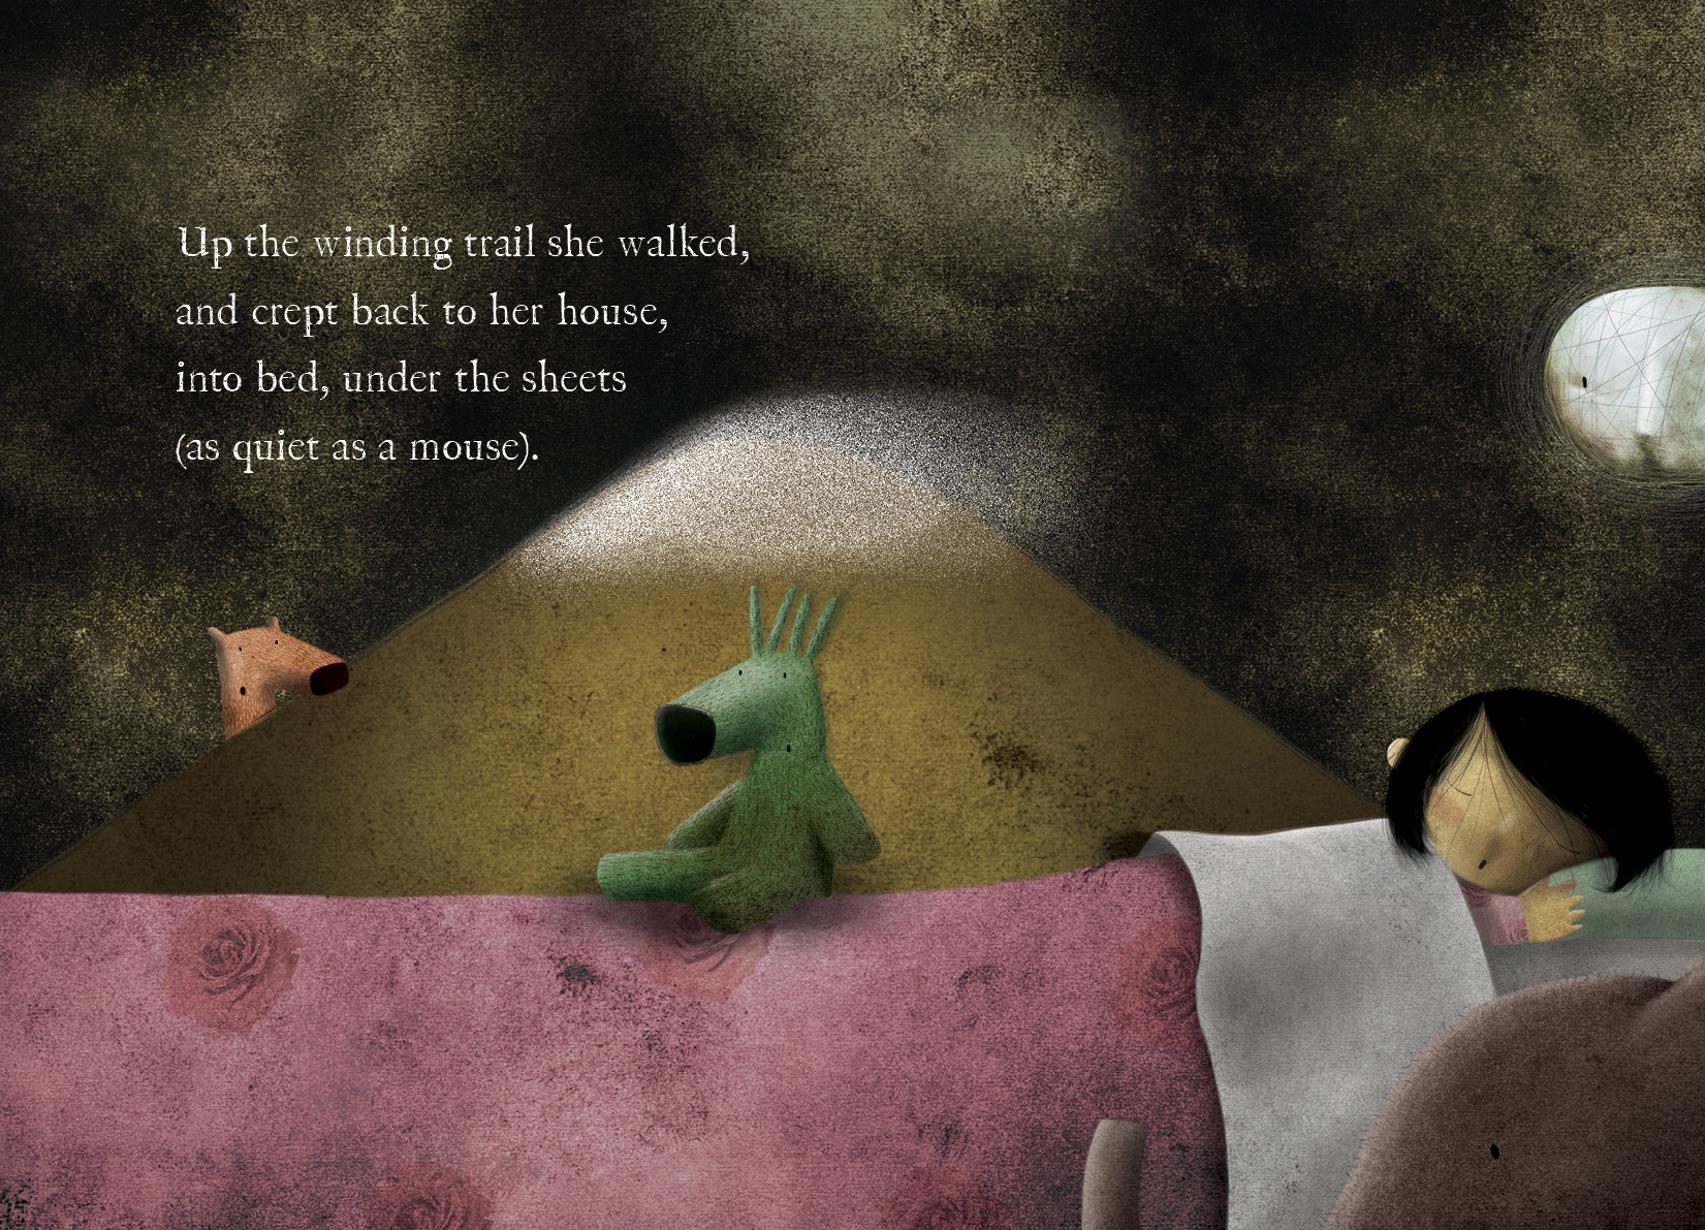 Up the winding trail she walked,
and crept back to her house,
into bed, under the sheets
(as quiet as a mouse).